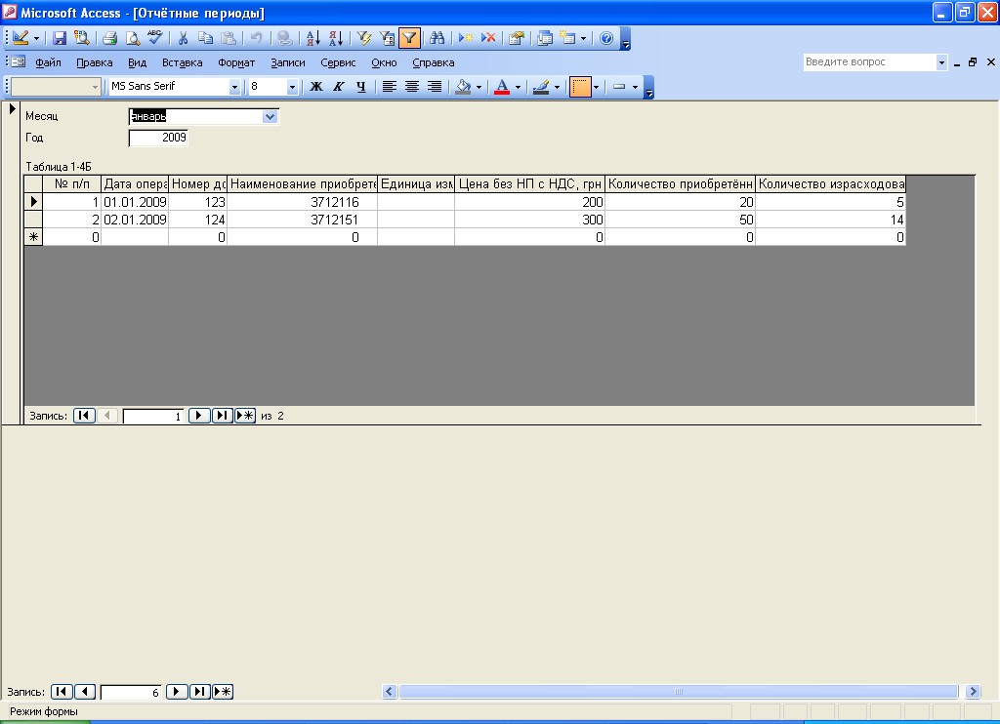 Microsoft Access - [Отчётные периоды]
Файл Правка Вид Вставка Формат Записи Сервис Окно Справка Введите вопрос
MS Sans Serif 8 Ж К Ч
Месяц январь
Год 2009
Таблица 1-4Б
№ п/п Дата опера Номер до Наименование приобрете Единица изм Цена без НП с НДС, грн Количество приобретённ Количество израсходова
1 01.01.2009 123 3712116 200 20 5
2 02.01.2009 124 3712151 300 50 14
0 0 0 0 0 0
Запись: 1 из 2
Запись: 6
Режим формы